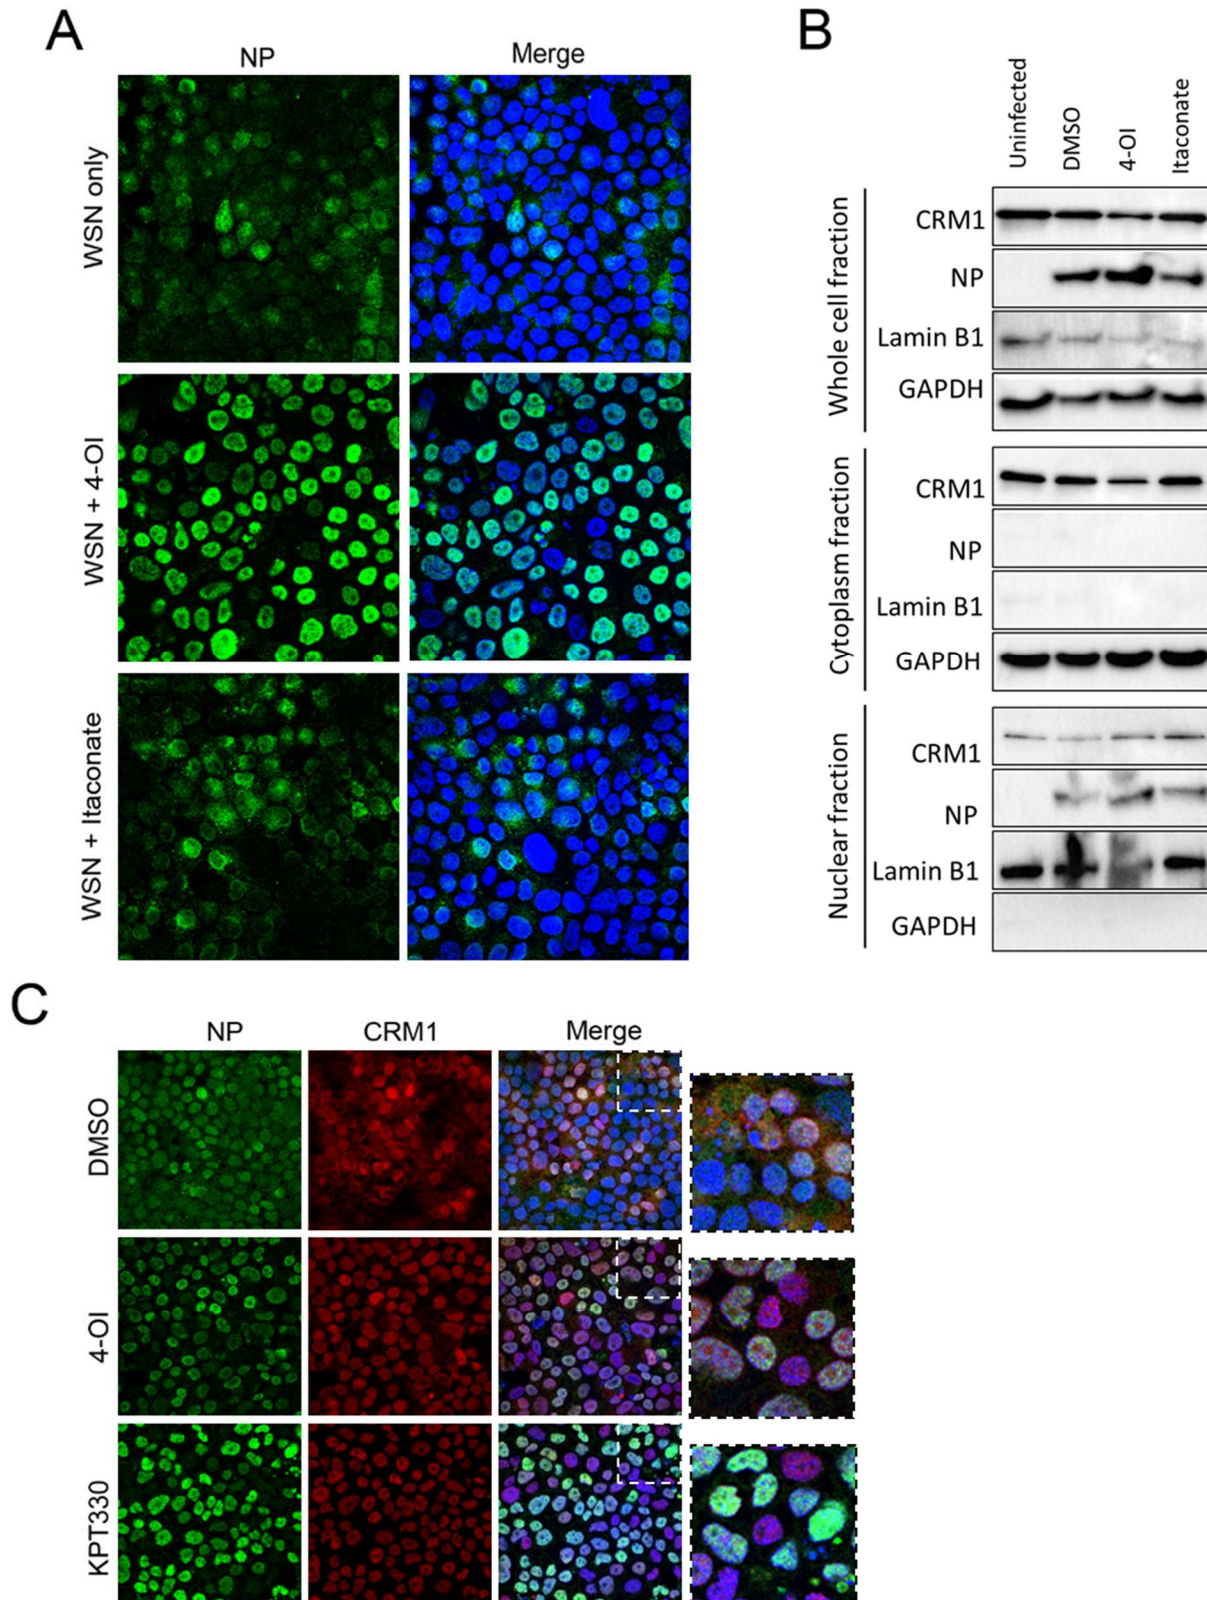 A
NP
Merge
WSN only
WSN + 4-OI
WSN + Itaconate
B
Uninfected
DMSO
4-OI
Itaconate
Whole cell fraction
CRM1
NP
Lamin B1
GAPDH
Cytoplasm fraction
CRM1
NP
Lamin B1
GAPDH
Nuclear fraction
CRM1
NP
Lamin B1
GAPDH
C
NP
CRM1
Merge
DMSO
4-OI
KPT330